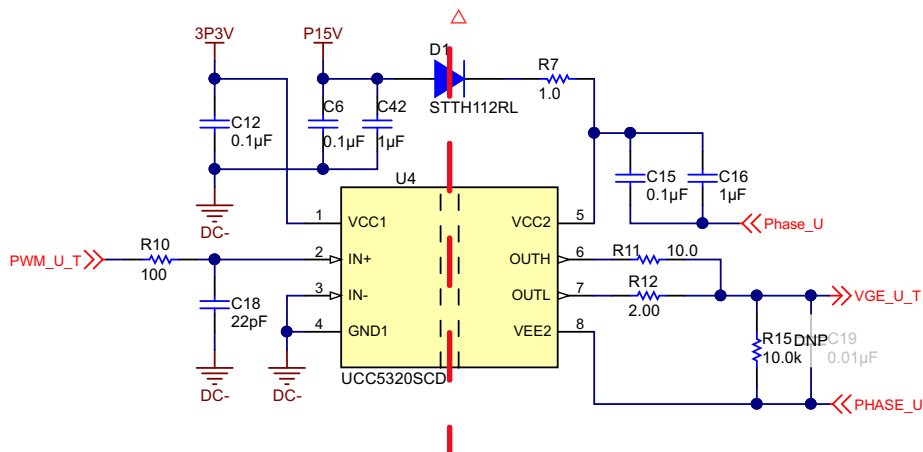 3P3V
P15V
D1
STTH112RL
R7
1.0
C12
0.1µF
C6
0.1µF
C42
1µF
C15
0.1µF
C16
1µF
Phase_U
DC-
U4
1
VCC1
VCC2
5
PWM_U_T
R10
100
2
IN+
OUTH
6
R11
10.0
3
IN-
OUTL
7
R12
2.00
VGE_U_T
C18
22pF
4
GND1
VEE2
8
R15
10.0k
DNP
C19
0.01µF
UCC5320SCD
DC-
DC-
PHASE_U